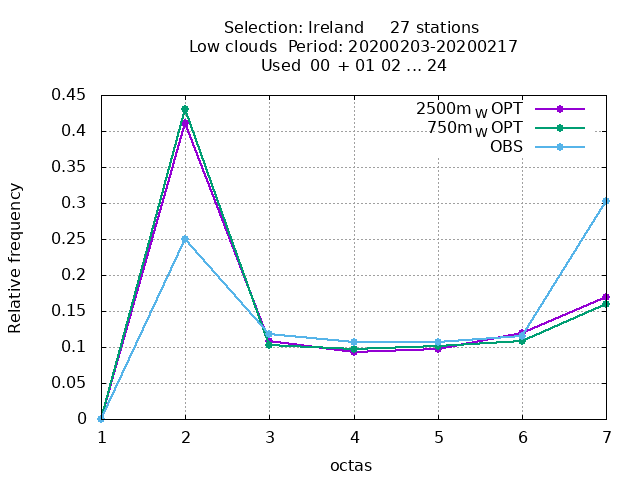 Selection: Ireland 27 stations
Low clouds Period: 20200203-20200217
Used 00 + 01 02 ... 24
2500m W OPT
750m W OPT
OBS
Relative frequency
0.45
0.4
0.35
0.3
0.25
0.2
0.15
0.1
0.05
0
1 2 3 4 5 6 7
octas